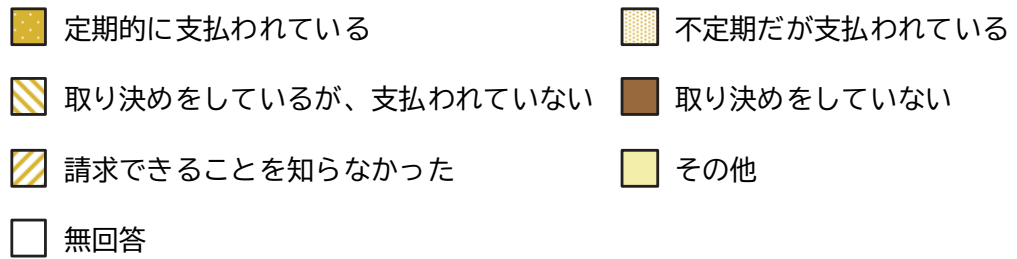 定期的に支払われている 不定期だが支払われている
取り決めをしているが、支払われていない 取り決めをしていない
請求できることを知らなかった その他
無回答